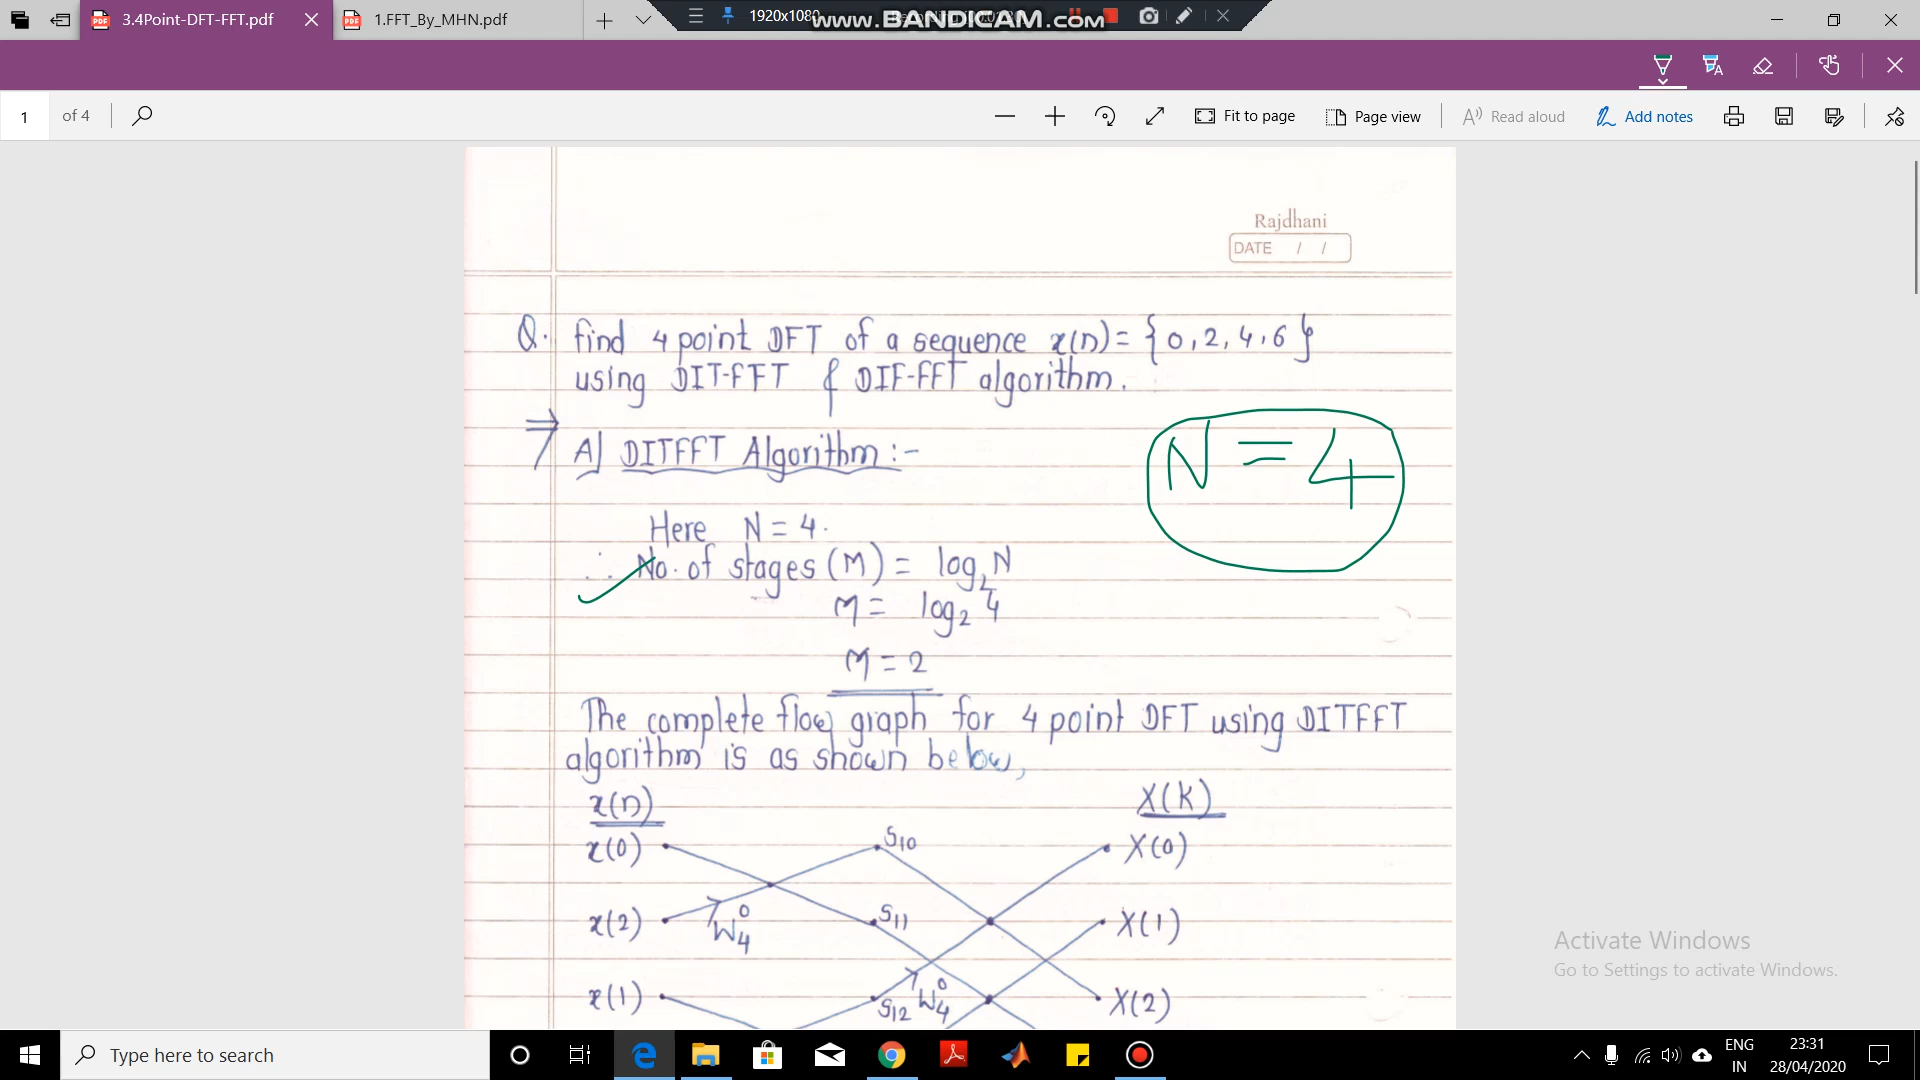 3.4Point-DFT-FFT.pdf
1.FFT_By_MHN.pdf
1920x1080
www.BANDICAM.com
1 of 4
Fit to page
Page view
Read aloud
Add notes
Rajdhani
DATE / /
Q. find 4 point DFT of a sequence x(n) = {0, 2, 4, 6}
using DIT-FFT & DIF-FFT algorithm.
⇒ A] DITFFT Algorithm :-
N = 4
Here N = 4.
∴ No. of stages (M) = log₂ N
M = log₂ 4
M = 2
The complete flow graph for 4 point DFT using DITFFT
algorithm is as shown below,
x(n) X(K)
x(0) S₁₀ X(0)
x(2) W₄⁰ S₁₁ X(1)
x(1) S₁₂ W₄⁰ X(2)
Activate Windows
Go to Settings to activate Windows.
Type here to search
ENG
IN
23:31
28/04/2020